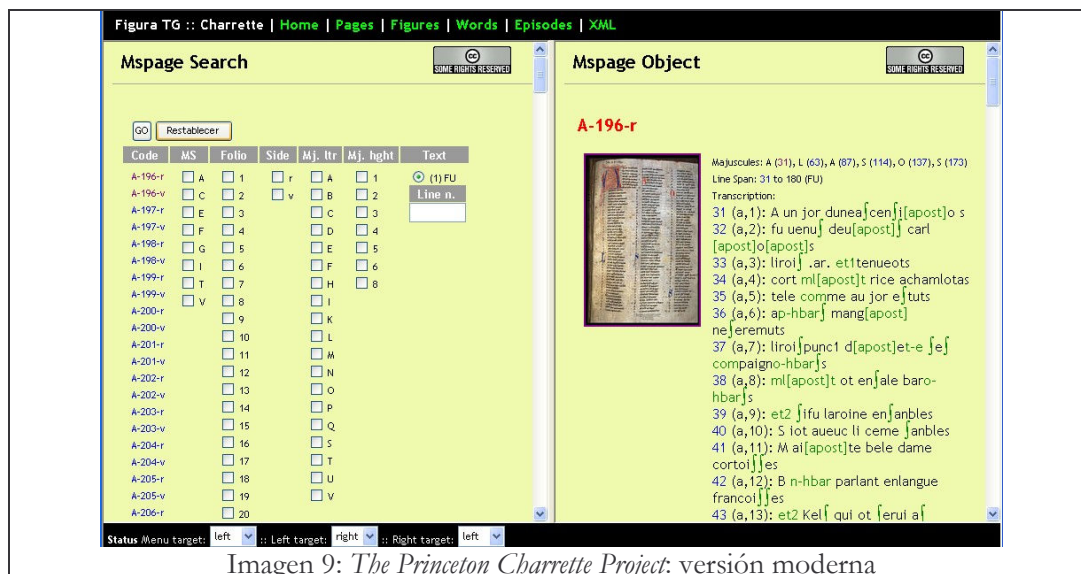 Figura TG :: Charrette | Home | Pages | Figures | Words | Episodes | XML
Mspage Search
SOME RIGHTS RESERVED
GO Restablecer
Code MS Folio Side Mj. ltr Mj. hght Text
A-196-r A 1 r A 1 (1) FU
A-196-v C 2 v B 2 Line n.
A-197-r E 3 C 3
A-197-v F 4 D 4
A-198-r G 5 E 5
A-198-v I 6 F 6
A-199-r T 7 H 8
A-199-v V 8 I
A-200-r 9 K
A-200-v 10 L
A-201-r 11 M
A-201-v 12 N
A-202-r 13 O
A-202-v 14 P
A-203-r 15 Q
A-203-v 16 S
A-204-r 17 T
A-204-v 18 U
A-205-r 19 V
A-205-v 20
A-206-r
Mspage Object
SOME RIGHTS RESERVED
A-196-r
Majuscules: A (31), L (63), A (87), S (114), O (137), S (173)
Line Span: 31 to 180 (FU)
Transcription:
31 (a,1): A un jor duneaſcenſi[apost]o s
32 (a,2): fu uenuſ deu[apost]ſ carl
[apost]o[apost]s
33 (a,3): liroiſ .ar. et1tenueots
34 (a,4): cort ml[apost]t rice achamlotas
35 (a,5): tele comme au jor eſtuts
36 (a,6): ap-hbarſ mang[apost]
neſeremuts
37 (a,7): liroiſpunc1 d[apost]et-e ſeſ
compaigno-hbarſs
38 (a,8): ml[apost]t ot enſale baro-
hbarſs
39 (a,9): et2 ſifu laroine enſanbles
40 (a,10): S iot aueuc li ceme ſanbles
41 (a,11): M ai[apost]te bele dame
cortoiſſes
42 (a,12): B n-hbar parlant enlangue
francoiſſes
43 (a,13): et2 Kelſ qui ot ſerui aſ
Status Menu target: left :: Left target: right :: Right target: left
Imagen 9: The Princeton Charrette Project: versión moderna